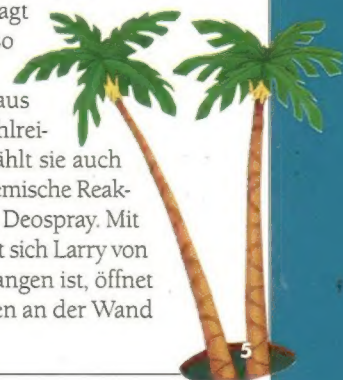 agt
so
aus
hlrei-
ählt sie auch
emische Reak-
Deospray. Mit
t sich Larry von
angen ist, öffnet
en an der Wand
5